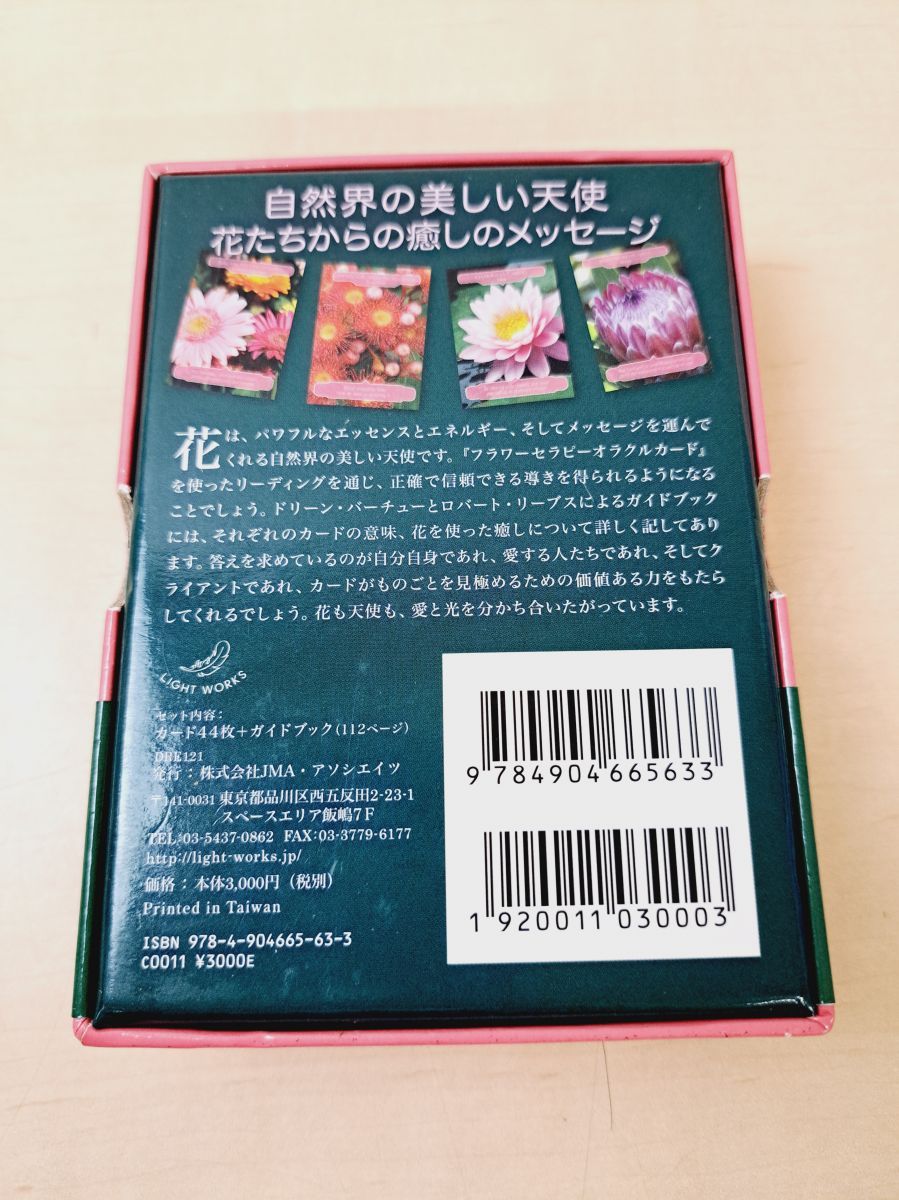 自然界の美しい天使
花たちからの癒しのメッセージ
花は、パワフルなエッセンスとエネルギー、そしてメッセージを運んで
くれる自然界の美しい天使です。『フラワーセラピーオラクルカード』
を使ったリーディングを通じ、正確で信頼できる導きを得られるようになる
ことでしょう。ドリーン・バーチューとロバート・リーブスによるガイドブック
には、それぞれのカードの意味、花を使った癒しについて詳しく記してあり
ます。答えを求めているのが自分自身であれ、愛する人たちであれ、そしてク
ライアントであれ、カードがものごとを見極めるための価値ある力をもたら
してくれるでしょう。花も天使も、愛と光を分かち合いたがっています。
LIGHT WORKS
セット内容：
カード44枚＋ガイドブック(112ページ)
DRE121
発行：株式会社JMA・アソシエイツ
〒141-0031 東京都品川区西五反田2-23-1
スペースエリア飯嶋7F
TEL:03-5437-0862 FAX:03-3779-6177
http://light-works.jp/
価格：本体3,000円（税別）
Printed in Taiwan
ISBN 978-4-904665-63-3
C0011 ¥3000E
9 784904 665633
1 920011 030003